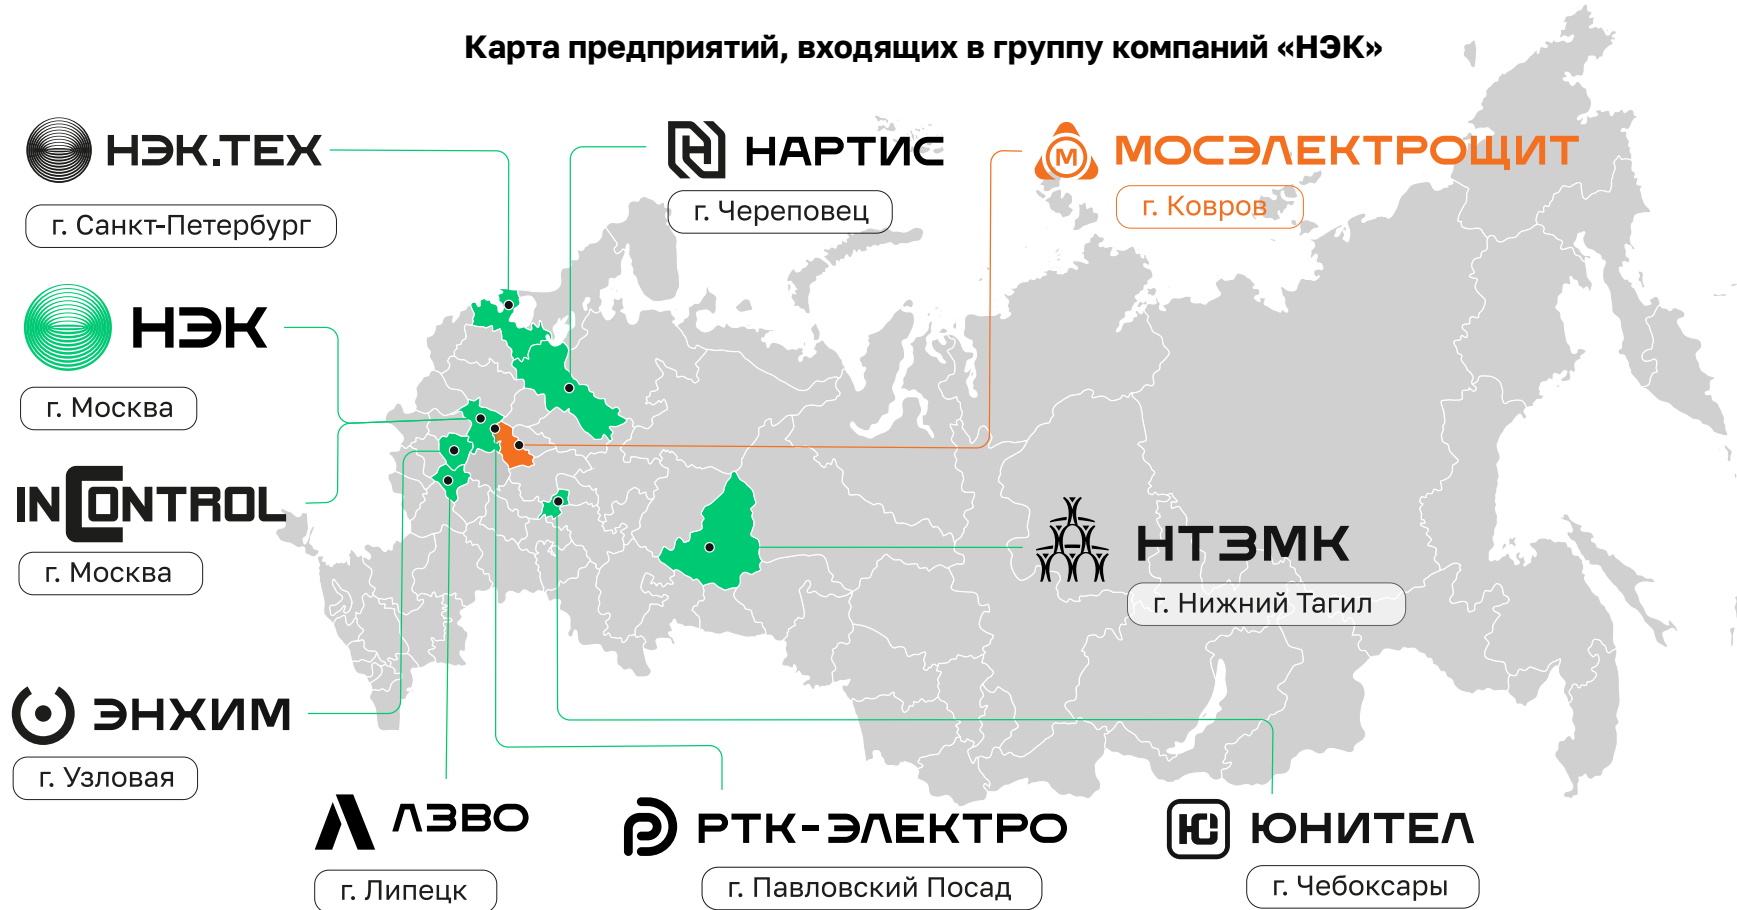 Карта предприятий, входящих в группу компаний «НЭК»
НЭК.ТЕХ
г. Санкт-Петербург
НАРТИС
г. Череповец
М
МОСЭЛЕКТРОЩИТ
г. Ковров
НЭК
г. Москва
INCONTROL
г. Москва
НТЗМК
г. Нижний Тагил
ЭНХИМ
г. Узловая
ЛЗВО
г. Липецк
РТК-ЭЛЕКТРО
г. Павловский Посад
Ю
ЮНИТЕЛ
г. Чебоксары